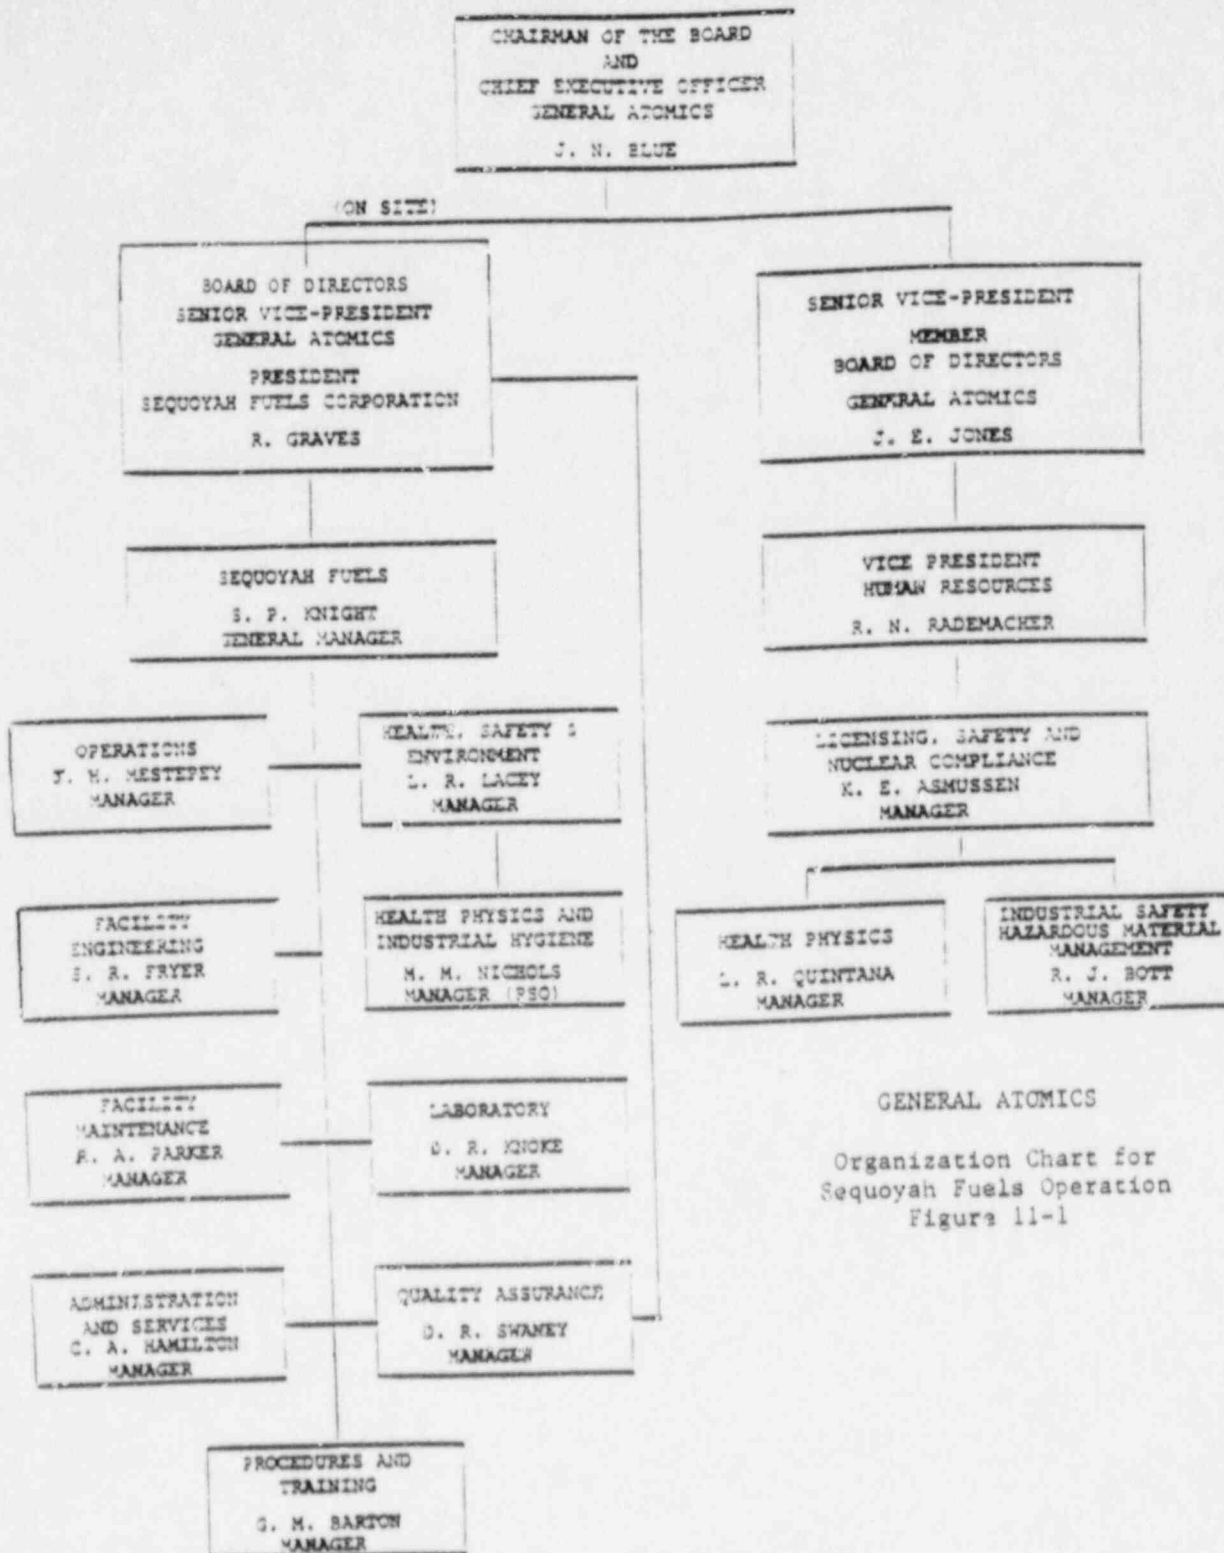 CHAIRMAN OF THE BOARD
AND
CHIEF EXECUTIVE OFFICER
GENERAL ATOMICS
J. N. BLUE
(ON SITE)
BOARD OF DIRECTORS
SENIOR VICE-PRESIDENT
GENERAL ATOMICS
PRESIDENT
SEQUOYAH FUELS CORPORATION
R. GRAVES
SENIOR VICE-PRESIDENT
MEMBER
BOARD OF DIRECTORS
GENERAL ATOMICS
J. E. JONES
SEQUOYAH FUELS
S. P. KNIGHT
GENERAL MANAGER
VICE PRESIDENT
HUMAN RESOURCES
R. N. RADEMACHER
OPERATIONS
MESTEPEY
MANAGER
HEALTH, SAFETY &
ENVIRONMENT
L. R. LACEY
MANAGER
LICENSING, SAFETY AND
NUCLEAR COMPLIANCE
K. E. ASMUSSEN
MANAGER
FACILITY
ENGINEERING
S. R. FRYER
MANAGER
HEALTH PHYSICS AND
INDUSTRIAL HYGIENE
M. M. NICHOLS
MANAGER
HEALTH PHYSICS
L. R. QUINTANA
MANAGER
INDUSTRIAL SAFETY
HAZARDOUS MATERIAL
MANAGEMENT
R. J. BOTT
MANAGER
FACILITY
MAINTENANCE
R. A. PARKER
MANAGER
LABORATORY
D. R. KNOKE
MANAGER
GENERAL ATOMICS
Organization Chart for
Sequoyah Fuels Operation
Figure 11-1
ADMINISTRATION
AND SERVICES
C. A. HAMILTON
MANAGER
QUALITY ASSURANCE
D. R. SWANEY
MANAGER
PROCEDURES AND
TRAINING
G. M. BARTON
MANAGER